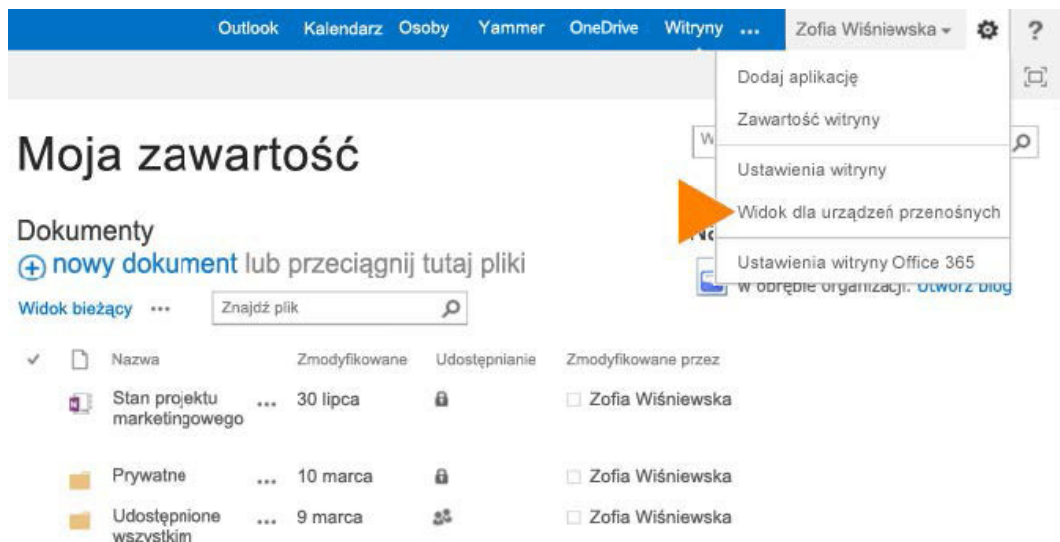 Outlook Kalendarz Osoby Yammer OneDrive Witryny ... Zofia Wiśniewska ?
Dodaj aplikację
Zawartość witryny
Ustawienia witryny
Widok dla urządzeń przenośnych
Ustawienia witryny Office 365
Moja zawartość
W
Dokumenty
nowy dokument lub przeciągnij tutaj pliki
w obrębie organizacji. Utwórz blog
Widok bieżący ... Znajdź plik
Nazwa Zmodyfikowane Udostępnianie Zmodyfikowane przez
Stan projektu ... 30 lipca Zofia Wiśniewska
marketingowego
Prywatne ... 10 marca Zofia Wiśniewska
Udostępnione ... 9 marca Zofia Wiśniewska
wszystkim